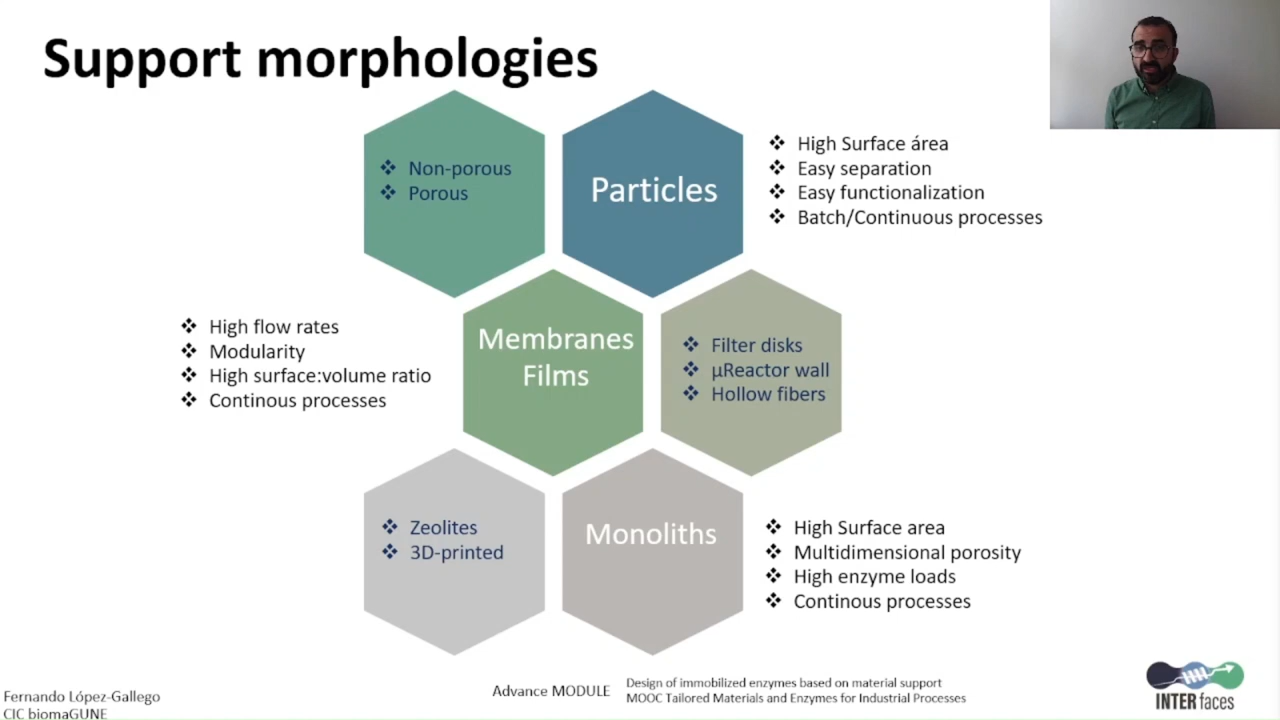 Support morphologies
❖ Non-porous
❖ Porous
Particles
❖ High Surface área
❖ Easy separation
❖ Easy functionalization
❖ Batch/Continuous processes
❖ High flow rates
❖ Modularity
❖ High surface:volume ratio
❖ Continous processes
Membranes
Films
❖ Filter disks
❖ µReactor wall
❖ Hollow fibers
❖ Zeolites
❖ 3D-printed
Monoliths
❖ High Surface area
❖ Multidimensional porosity
❖ High enzyme loads
❖ Continous processes
Fernando López-Gallego
CIC biomaGUNE
Advance MODULE
Design of immobilized enzymes based on material support
MOOC Tailored Materials and Enzymes for Industrial Processes
INTERfaces